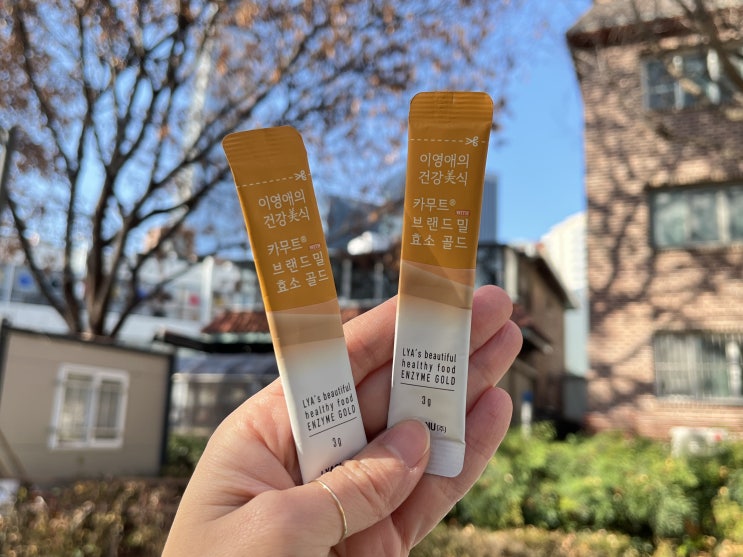 이영애의
건강美식
카무트®
WITH
브랜드 밀
효소 골드
LYA's beautiful
healthy food
ENZYME GOLD
3g
이영애의
건강美식
카무트®
WITH
브랜드 밀
효소 골드
LYA's beautiful
healthy food
ENZYME GOLD
3g